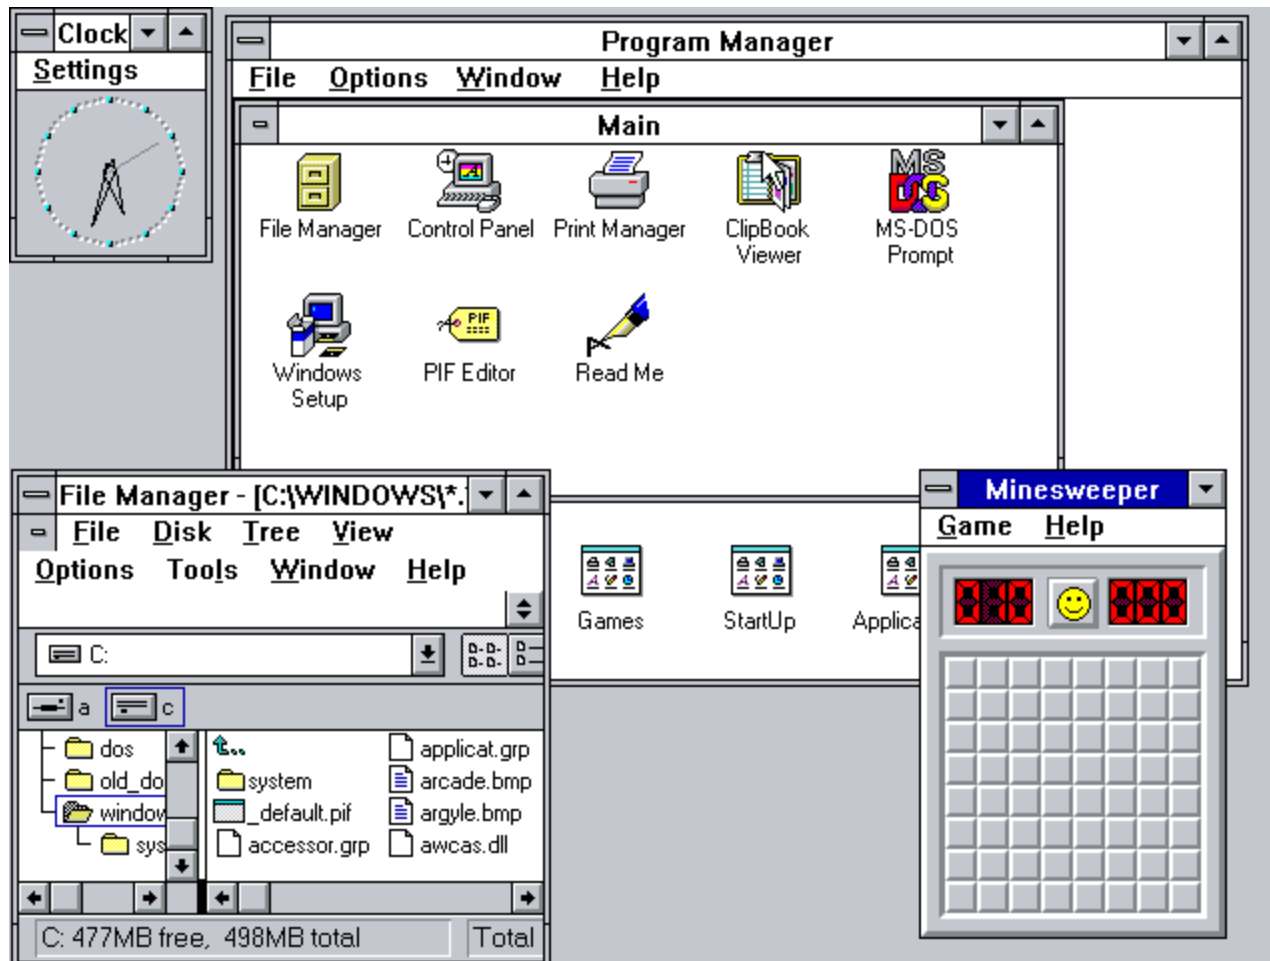 Clock
Settings
Program Manager
File Options Window Help
Main
File Manager
Control Panel
Print Manager
ClipBook
Viewer
MS-DOS
Prompt
MS
DOS
Windows
Setup
PIF Editor
PIF
Read Me
File Manager - [C:\WINDOWS\*.
File Disk Tree View
Options Tools Window Help
C:
a c
dos
old_do
window
sys
system
_default.pif
accessor.grp
applicat.grp
arcade.bmp
argyle.bmp
awcas.dll
C: 477MB free, 498MB total
Total
Games
StartUp
Applica
Minesweeper
Game Help